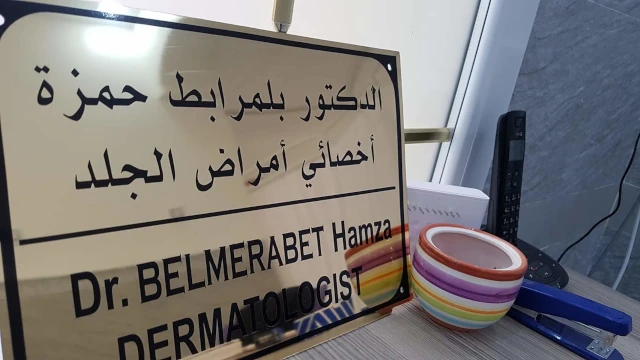 الدكتور بلمرابط حمزة
أخصائي أمراض الجلد
Dr. BELMERABET Hamza
DERMATOLOGIST